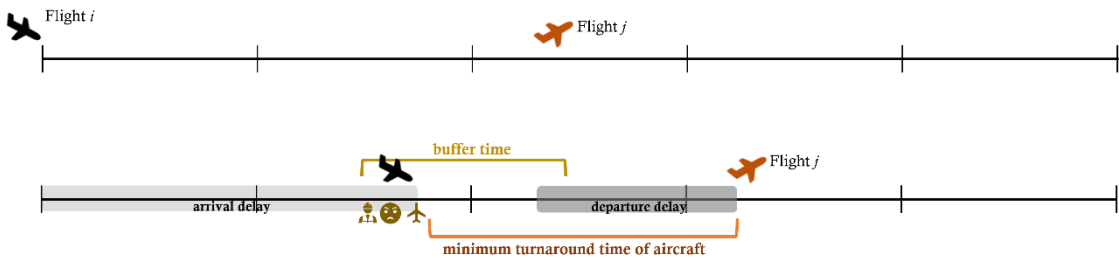 Flight i
Flight j
buffer time
Flight j
arrival delay
departure delay
minimum turnaround time of aircraft